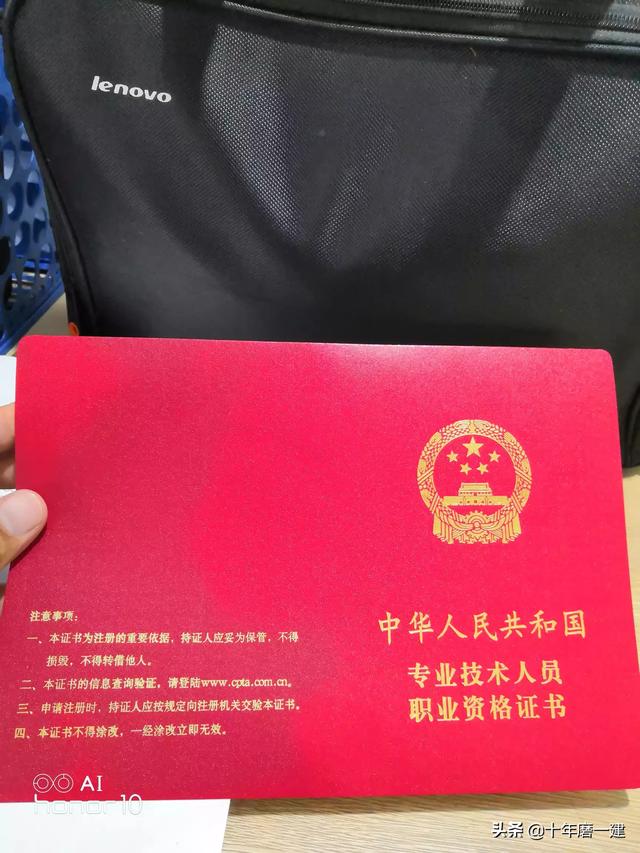 lenovo
注意事项：
一、本证书为注册的重要依据，持证人应妥为保管，不得
损毁，不得转借他人。
二、本证书的信息查询验证，请登陆www.cpta.com.cn。
三、申请注册时，持证人应按规定向注册机关交验本证书。
四、本证书不得涂改，一经涂改立即无效。
中华人民共和国
专业技术人员
职业资格证书
AI
honor10
头条 @十年磨一建